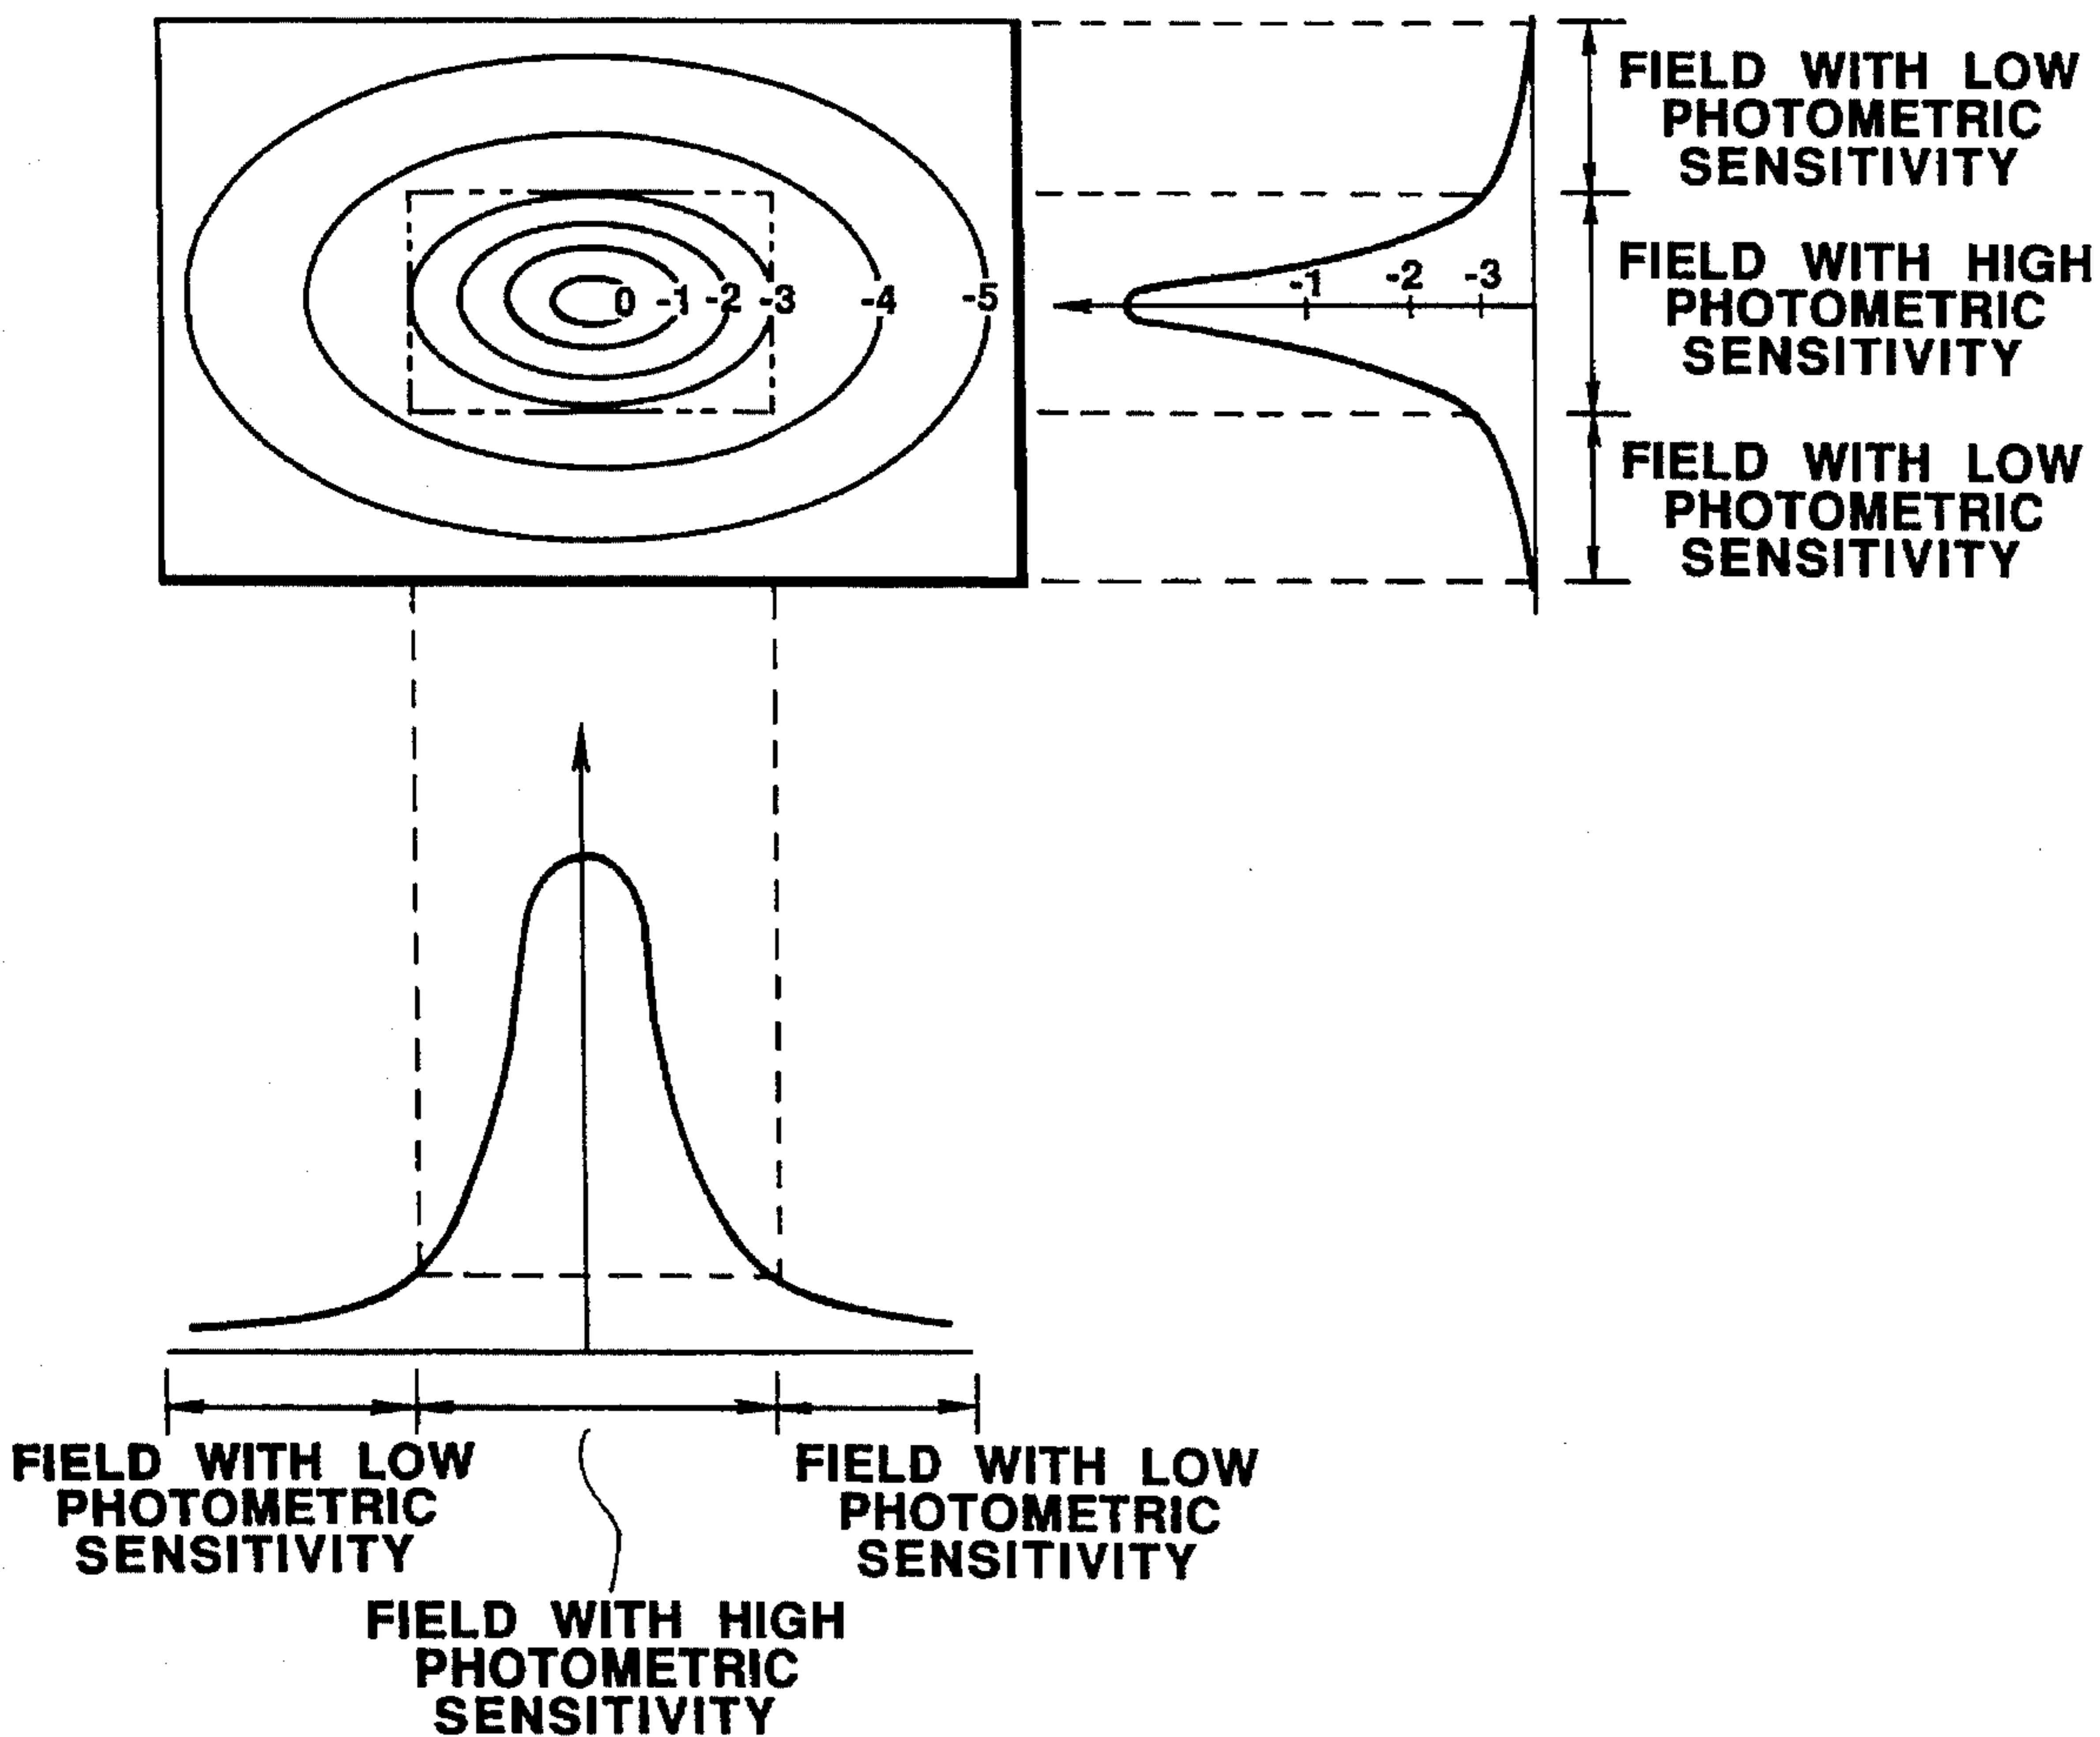 FIELD WITH LOW
PHOTOMETRIC
SENSITIVITY
0 -1 -2 -3 -4 -5
-1 -2 -3
FIELD WITH HIGH
PHOTOMETRIC
SENSITIVITY
FIELD WITH LOW
PHOTOMETRIC
SENSITIVITY
FIELD WITH LOW
PHOTOMETRIC
SENSITIVITY
FIELD WITH LOW
PHOTOMETRIC
SENSITIVITY
FIELD WITH HIGH
PHOTOMETRIC
SENSITIVITY